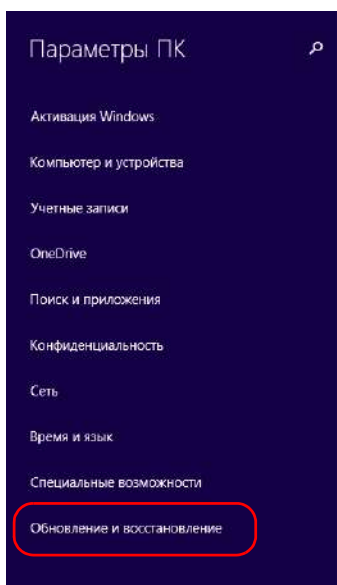 Параметры ПК
Активация Windows
Компьютер и устройства
Учетные записи
OneDrive
Поиск и приложения
Конфиденциальность
Сеть
Время и язык
Специальные возможности
Обновление и восстановление